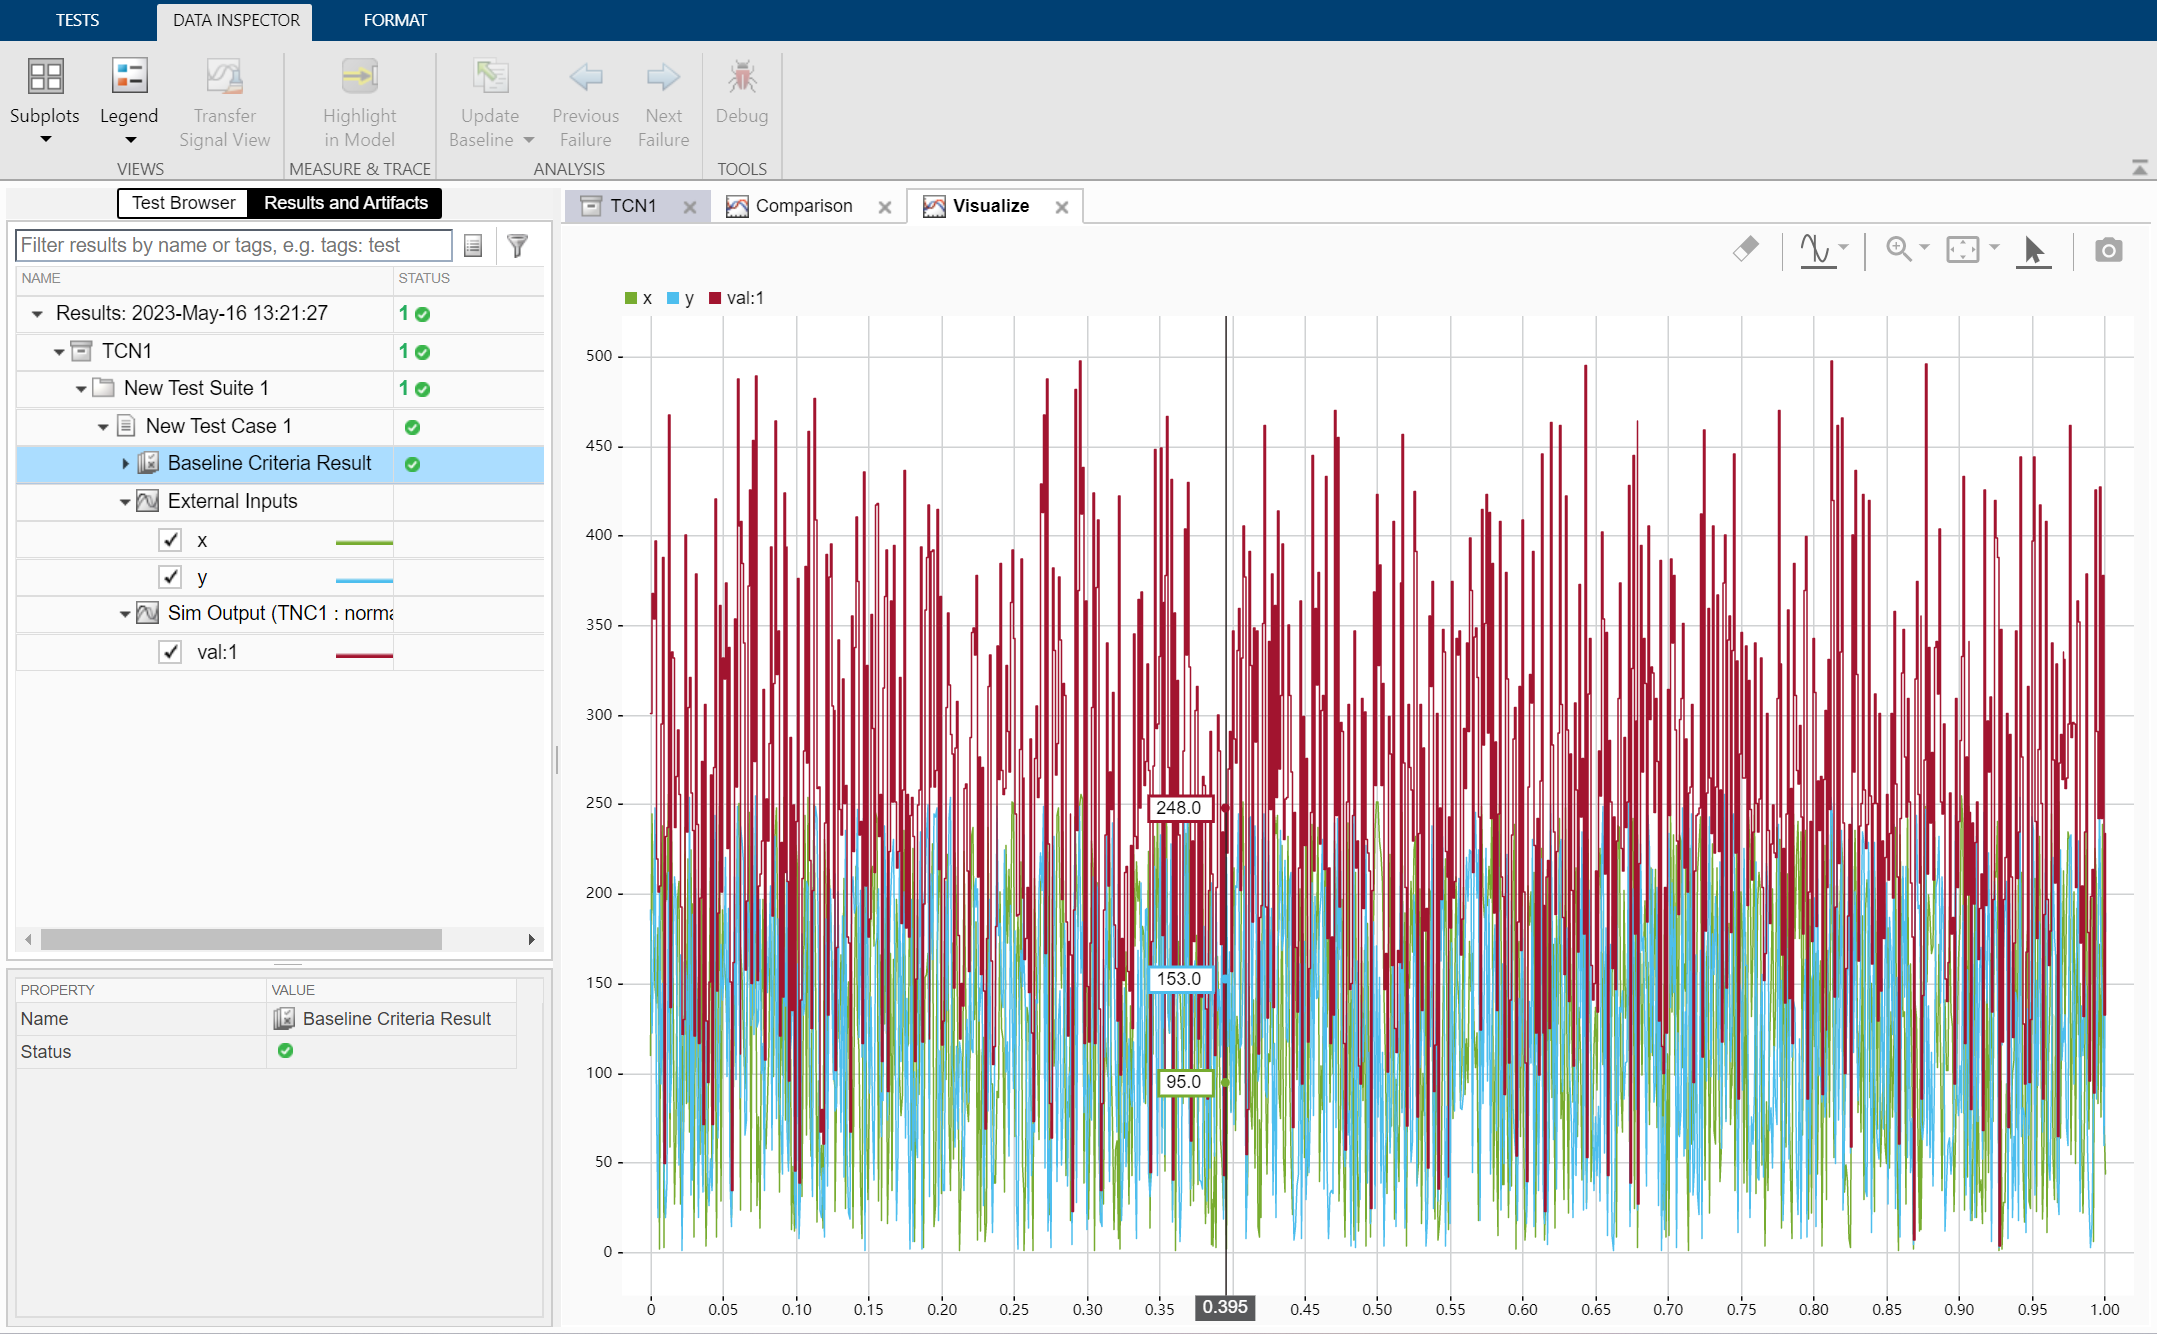 TESTS DATA INSPECTOR FORMAT
Subplots Legend Transfer Signal View Highlight in Model Update Baseline Previous Failure Next Failure Debug
VIEWS MEASURE & TRACE ANALYSIS TOOLS
Test Browser Results and Artifacts
TCN1 Comparison Visualize
Filter results by name or tags, e.g. tags: test
NAME STATUS
Results: 2023-May-16 13:21:27 1
TCN1 1
New Test Suite 1 1
New Test Case 1
Baseline Criteria Result
External Inputs
x
y
Sim Output (TNC1 : norma
val:1
PROPERTY VALUE
Name Baseline Criteria Result
Status
x y val:1
500
450
400
350
300
250
200
150
100
50
0
248.0
153.0
95.0
0 0.05 0.10 0.15 0.20 0.25 0.30 0.35 0.395 0.45 0.50 0.55 0.60 0.65 0.70 0.75 0.80 0.85 0.90 0.95 1.00